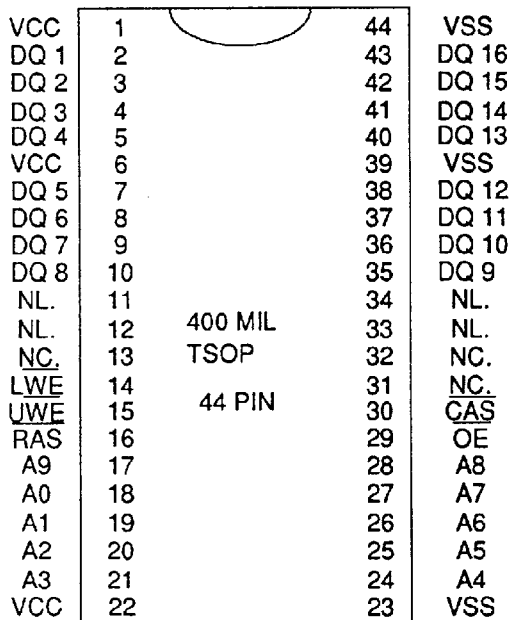 VCC 1 44 VSS
DQ 1 2 43 DQ 16
DQ 2 3 42 DQ 15
DQ 3 4 41 DQ 14
DQ 4 5 40 DQ 13
VCC 6 39 VSS
DQ 5 7 38 DQ 12
DQ 6 8 37 DQ 11
DQ 7 9 36 DQ 10
DQ 8 10 35 DQ 9
NL. 11 34 NL.
NL. 12 400 MIL 33 NL.
NC. 13 TSOP 32 NC.
L̅W̅E̅ 14 31 NC.
U̅W̅E̅ 15 44 PIN 30 C̅A̅S̅
R̅A̅S̅ 16 29 O̅E̅
A9 17 28 A8
A0 18 27 A7
A1 19 26 A6
A2 20 25 A5
A3 21 24 A4
VCC 22 23 VSS